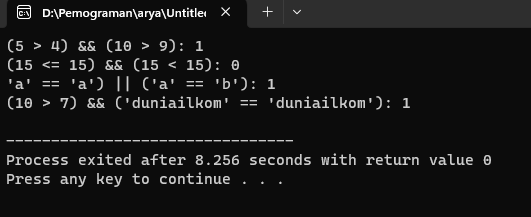 D:\Pemograman\arya\Untitle
(5 > 4) && (10 > 9): 1
(15 <= 15) && (15 < 15): 0
'a' == 'a') || ('a' == 'b'): 1
(10 > 7) && ('duniailkom' == 'duniailkom'): 1
--------------------------------
Process exited after 8.256 seconds with return value 0
Press any key to continue . . .